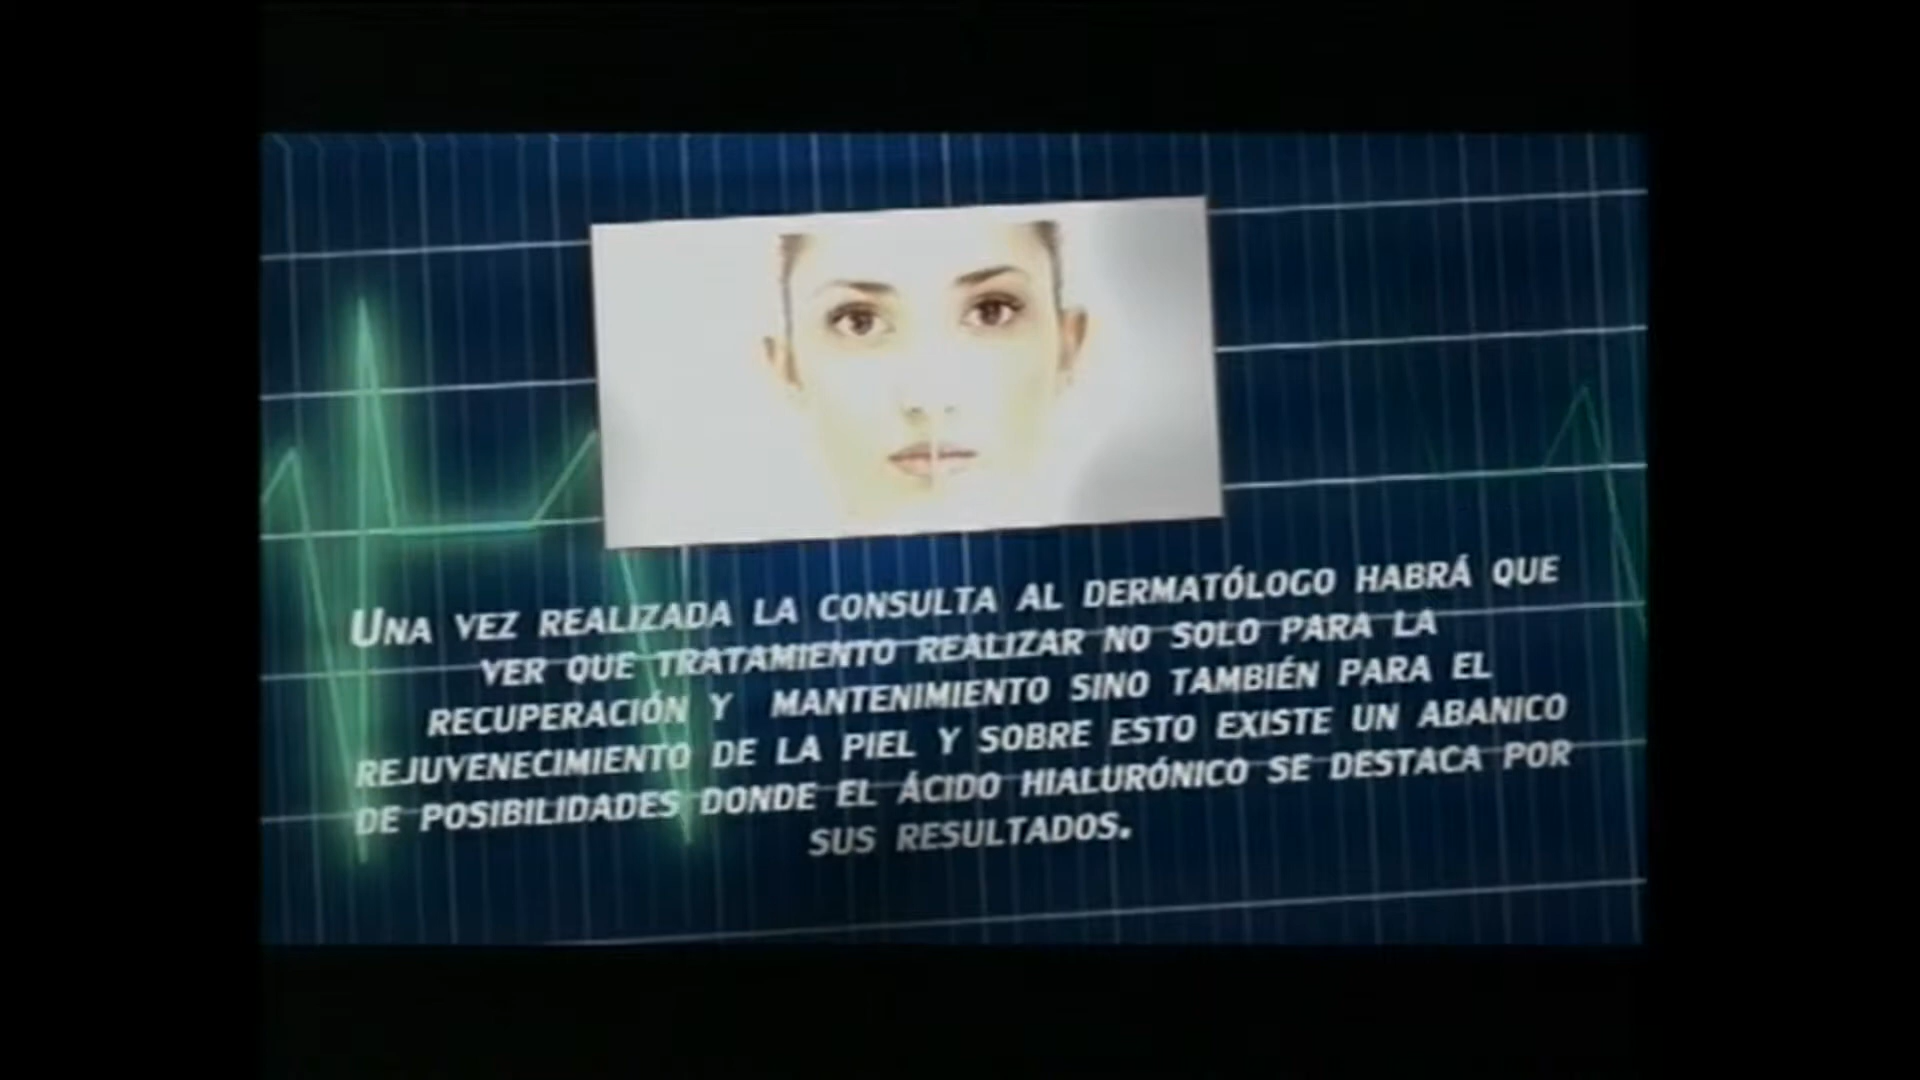 UNA VEZ REALIZADA LA CONSULTA AL DERMATÓLOGO HABRÁ QUE
VER QUE TRATAMIENTO REALIZAR NO SOLO PARA LA
RECUPERACIÓN Y MANTENIMIENTO SINO TAMBIÉN PARA EL
REJUVENECIMIENTO DE LA PIEL Y SOBRE ESTO EXISTE UN ABANICO
DE POSIBILIDADES DONDE EL ÁCIDO HIALURÓNICO SE DESTACA POR
SUS RESULTADOS.